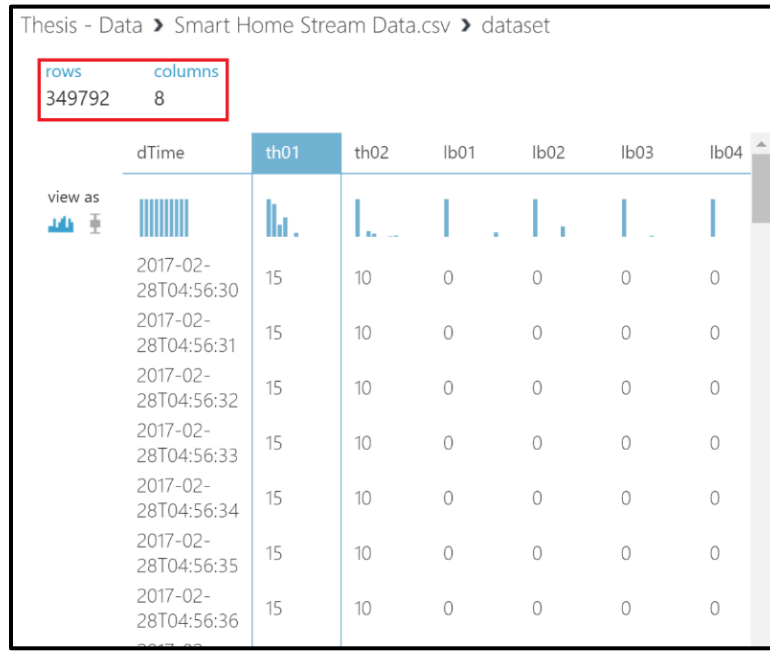 Thesis - Data > Smart Home Stream Data.csv > dataset
rows columns
349792 8
dTime th01 th02 lb01 lb02 lb03 lb04
view as
2017-02-
28T04:56:30 15 10 0 0 0 0
2017-02-
28T04:56:31 15 10 0 0 0 0
2017-02-
28T04:56:32 15 10 0 0 0 0
2017-02-
28T04:56:33 15 10 0 0 0 0
2017-02-
28T04:56:34 15 10 0 0 0 0
2017-02-
28T04:56:35 15 10 0 0 0 0
2017-02-
28T04:56:36 15 10 0 0 0 0